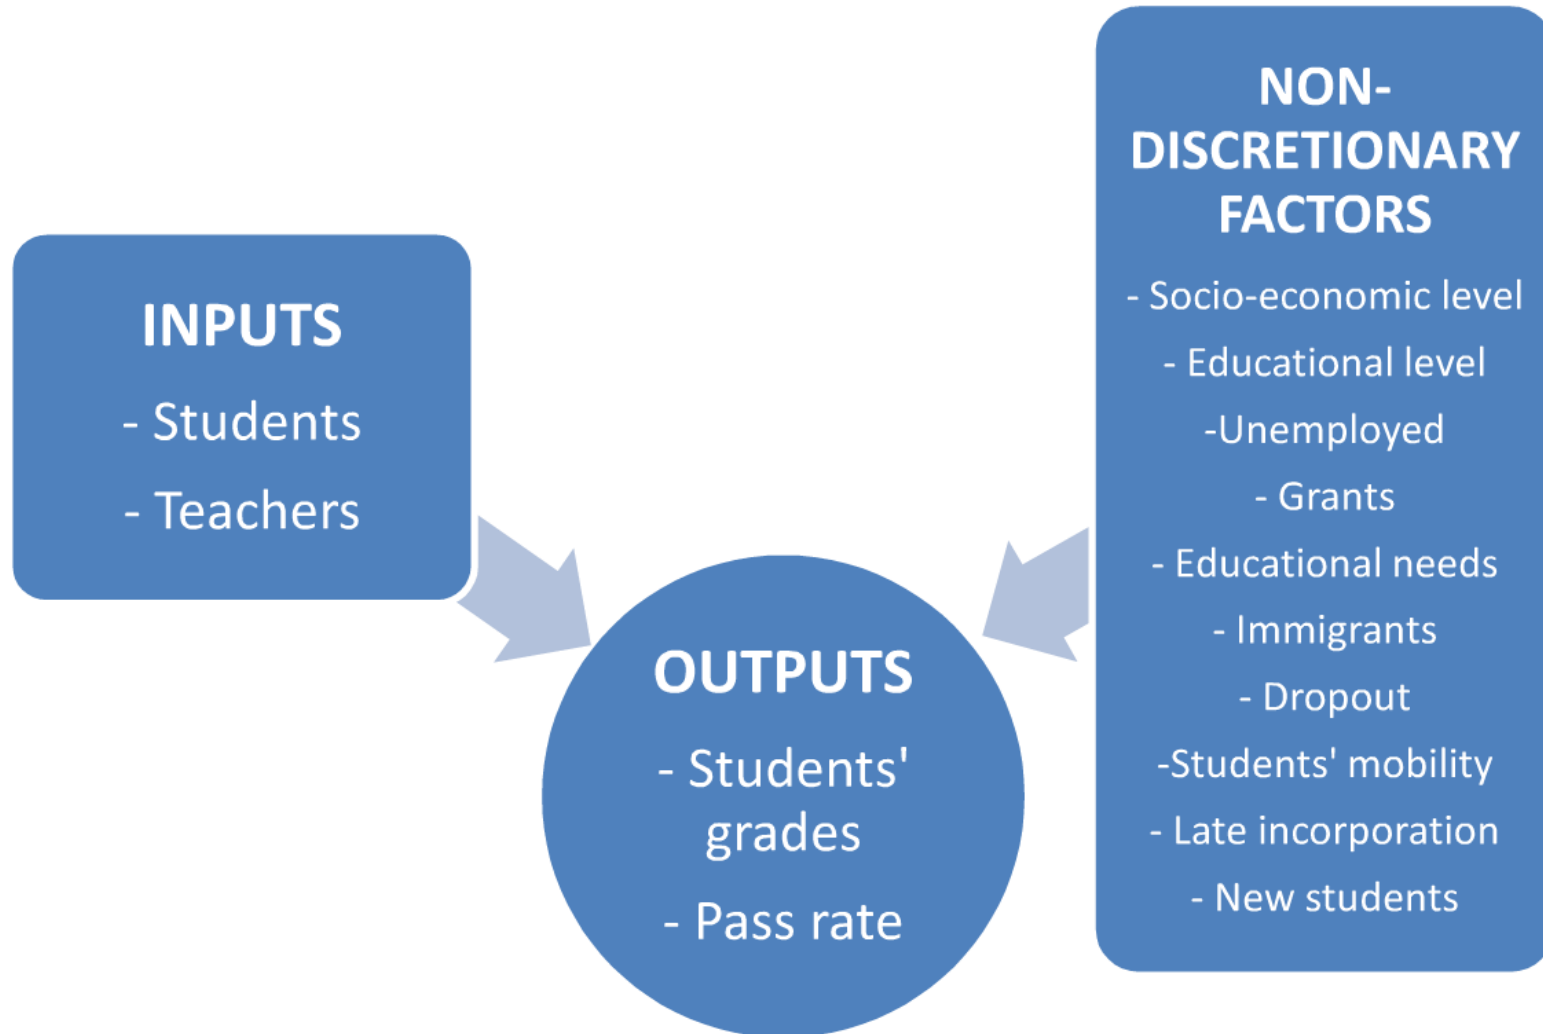 INPUTS
- Students
- Teachers
OUTPUTS
- Students'
grades
- Pass rate
NON-
DISCRETIONARY
FACTORS
- Socio-economic level
- Educational level
-Unemployed
- Grants
- Educational needs
- Immigrants
- Dropout
-Students' mobility
- Late incorporation
- New students